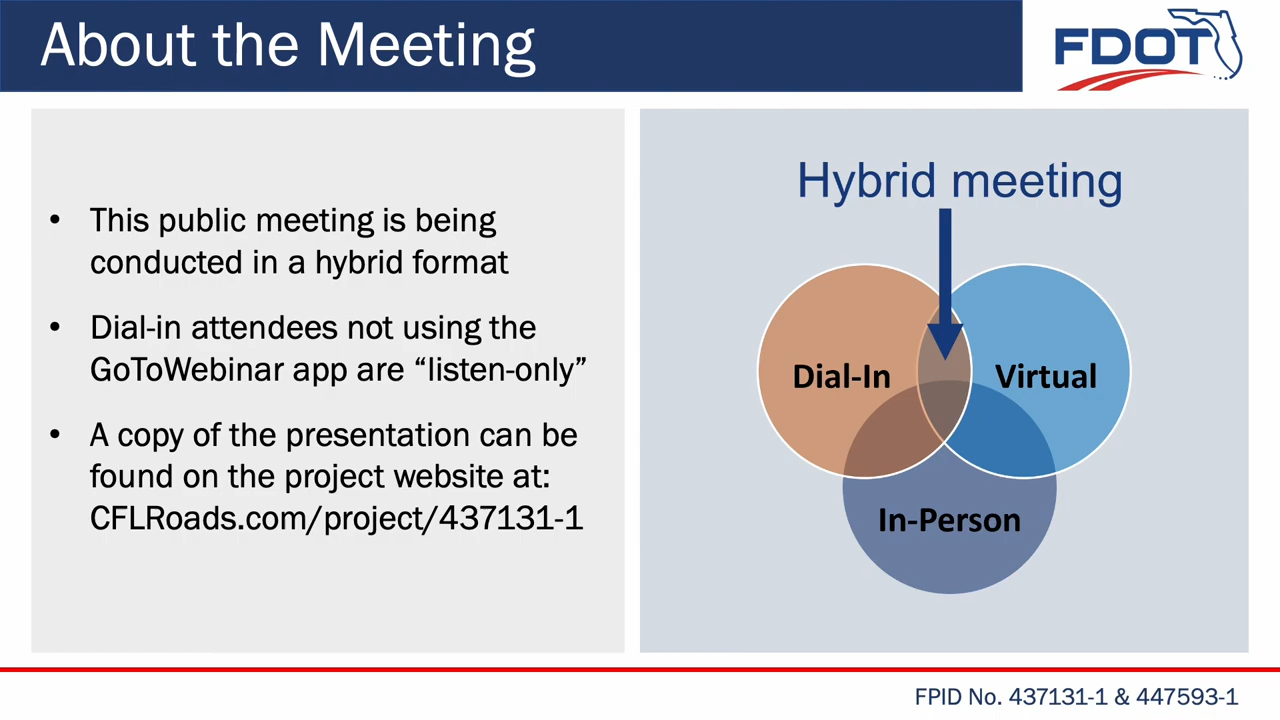 About the Meeting
FDOT
• This public meeting is being
conducted in a hybrid format
• Dial-in attendees not using the
GoToWebinar app are “listen-only”
• A copy of the presentation can be
found on the project website at:
CFLRoads.com/project/437131-1
Hybrid meeting
Dial-In
Virtual
In-Person
FPID No. 437131-1 & 447593-1